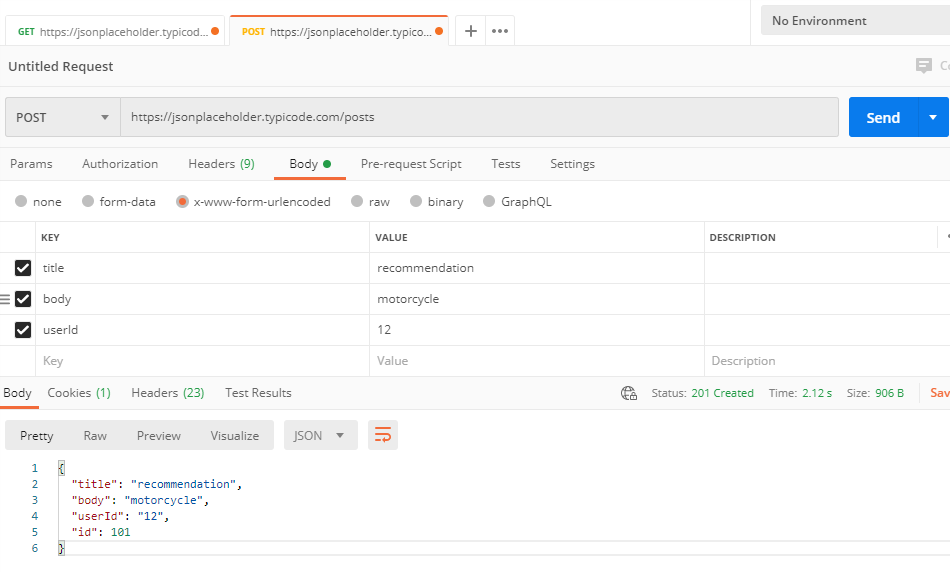 GET https://jsonplaceholder.typicod... POST https://jsonplaceholder.typico... No Environment
Untitled Request
POST https://jsonplaceholder.typicode.com/posts Send
Params Authorization Headers (9) Body Pre-request Script Tests Settings
none form-data x-www-form-urlencoded raw binary GraphQL
KEY VALUE DESCRIPTION
title recommendation
body motorcycle
userId 12
Key Value Description
Body Cookies (1) Headers (23) Test Results Status: 201 Created Time: 2.12 s Size: 906 B Sav
Pretty Raw Preview Visualize JSON
1 {
2 "title": "recommendation",
3 "body": "motorcycle",
4 "userId": "12",
5 "id": 101
6 }